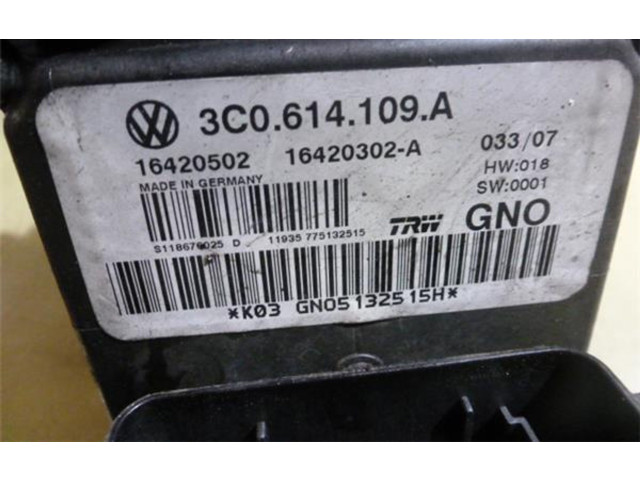 3C0.614.109.A
16420502 16420302-A 033/07
MADE IN GERMANY HW:018
SW:0001
S118676025 D 11935 775132515 TRW GNO
*K03 GNO5132515H*